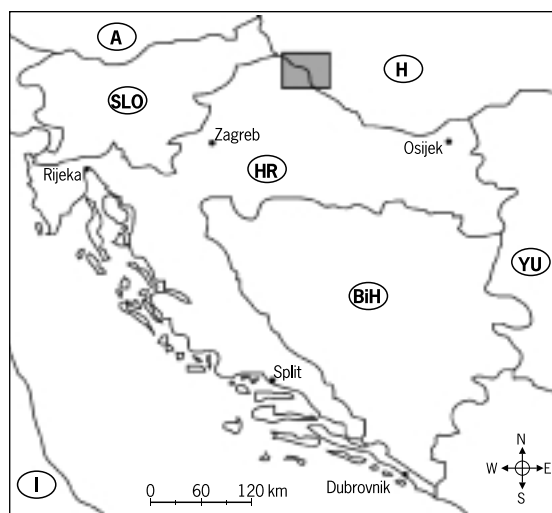 A
H
SLO
Zagreb
Osijek
Rijeka
HR
YU
BiH
Split
N
W E
S
I
0 60 120 km
Dubrovnik